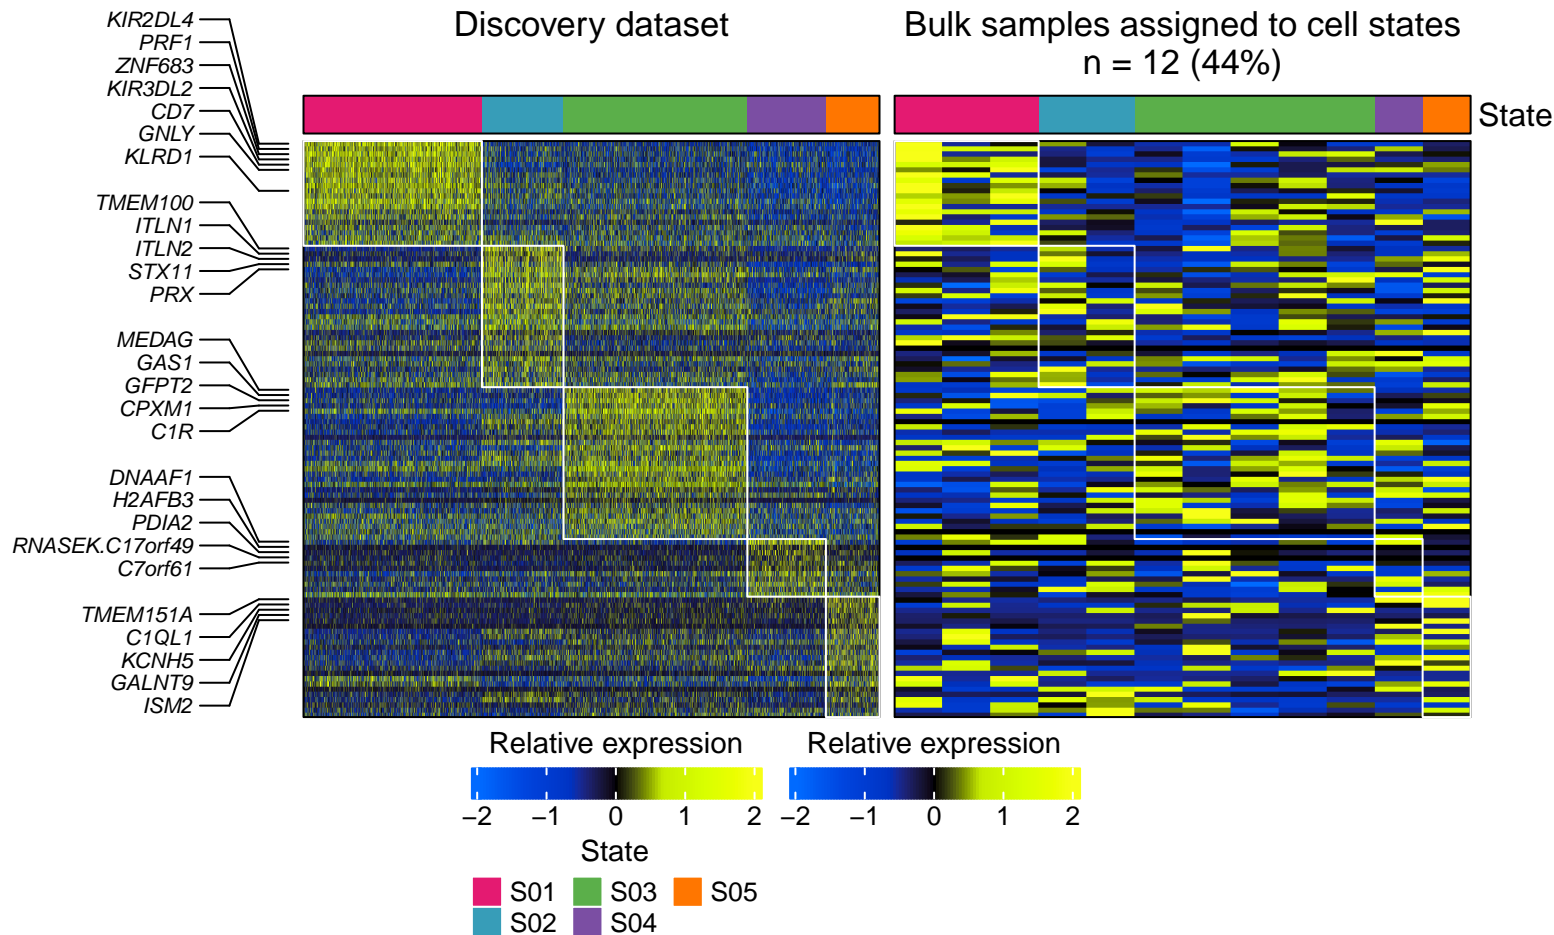 Discovery dataset
Bulk samples assigned to cell states
n = 12 (44%)
State
KIR2DL4
PRF1
ZNF683
KIR3DL2
CD7
GNLY
KLRD1
TMEM100
ITLN1
ITLN2
STX11
PRX
MEDAG
GAS1
GFPT2
CPXM1
C1R
DNAAF1
H2AFB3
PDIA2
RNASEK.C17orf49
C7orf61
TMEM151A
C1QL1
KCNH5
GALNT9
ISM2
Relative expression
−2 −1 0 1 2
Relative expression
−2 −1 0 1 2
State
S01 S03 S05
S02 S04